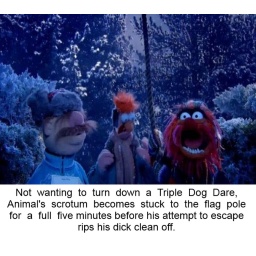 Not wanting to turn down a Triple Dog Dare,
Animal's scrotum becomes stuck to the flag pole
for a full five minutes before his attempt to escape
rips his dick clean off.